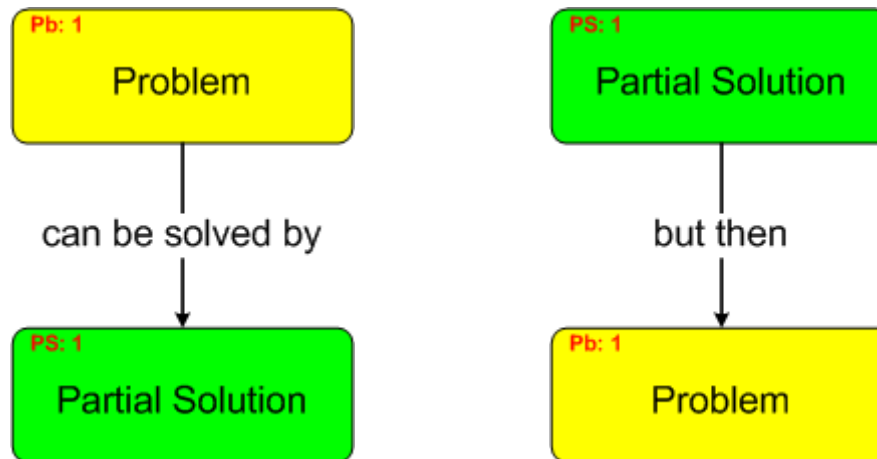 Pb: 1
Problem
can be solved by
PS: 1
Partial Solution
PS: 1
Partial Solution
but then
Pb: 1
Problem